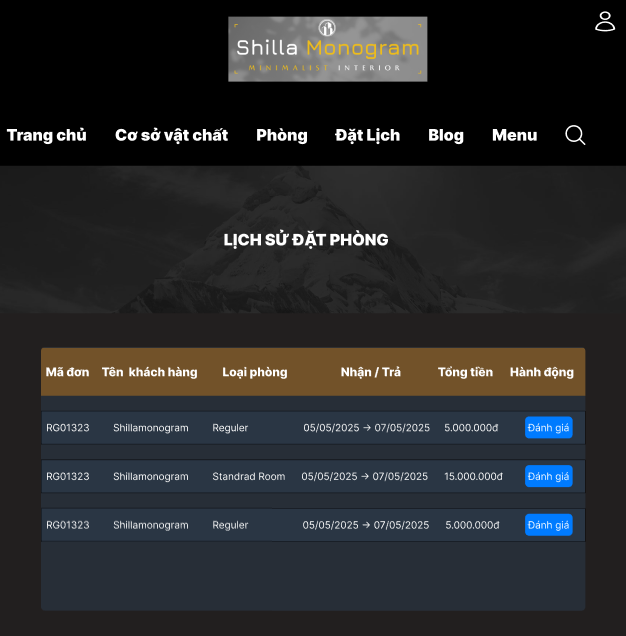 Shilla Monogram
MINIMALIST INTERIOR
Trang chủ Cơ sở vật chất Phòng Đặt Lịch Blog Menu
LỊCH SỬ ĐẶT PHÒNG
Mã đơn Tên khách hàng Loại phòng Nhận / Trả Tổng tiền Hành động
RG01323 Shillamonogram Reguler 05/05/2025 → 07/05/2025 5.000.000đ Đánh giá
RG01323 Shillamonogram Standrad Room 05/05/2025 → 07/05/2025 15.000.000đ Đánh giá
RG01323 Shillamonogram Reguler 05/05/2025 → 07/05/2025 5.000.000đ Đánh giá